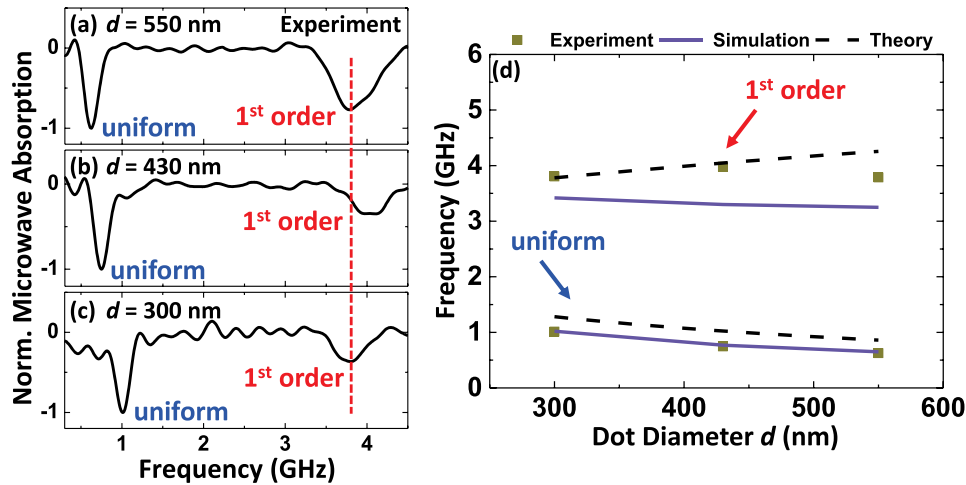 (a) d = 550 nm Experiment
0
-1
uniform
1st order
(b) d = 430 nm
0
-1
uniform
1st order
(c) d = 300 nm
0
-1
uniform
1st order
1 2 3 4
Frequency (GHz)
Norm. Microwave Absorption
Experiment Simulation Theory
(d)
1st order
uniform
6
5
4
3
2
1
0
300 400 500 600
Dot Diameter d (nm)
Frequency (GHz)